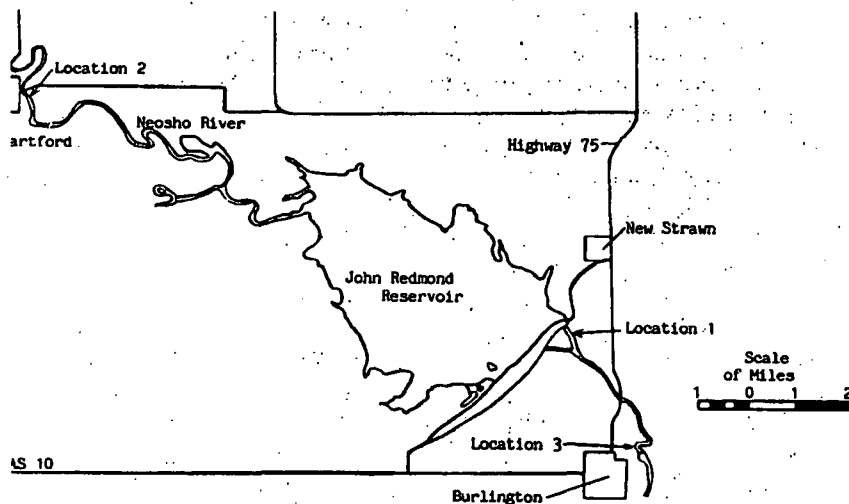 Location 2
Neosho River
artford
Highway 75
New Strawn
John Redmond
Reservoir
Location 1
Scale
of Miles
1 0 1 2
Location 3
AS 10
Burlington